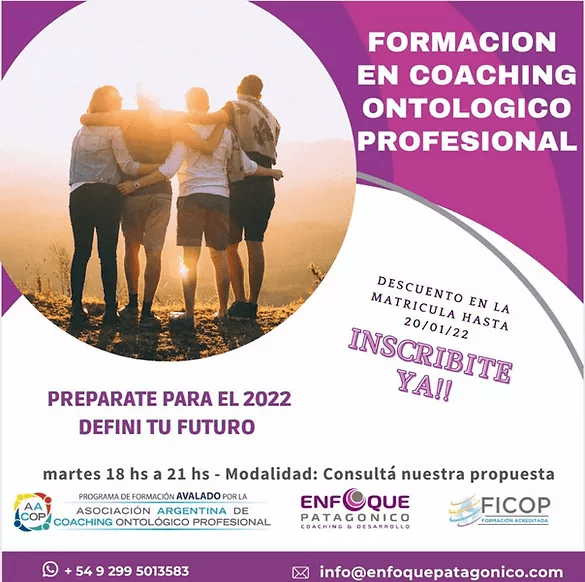 FORMACION
EN COACHING
ONTOLOGICO
PROFESIONAL
DESCUENTO EN LA
MATRICULA HASTA
20/01/22
INSCRIBITE
YA!!
PREPARATE PARA EL 2022
DEFINI TU FUTURO
martes 18 hs a 21 hs - Modalidad: Consultá nuestra propuesta
AA
COP
PROGRAMA DE FORMACIÓN AVALADO POR LA
ASOCIACIÓN ARGENTINA DE
COACHING ONTOLÓGICO PROFESIONAL
ENFOQUE
PATAGONICO
COACHING & DESARROLLO
FICOP
FORMACIÓN ACREDITADA
+ 54 9 299 5013583
info@enfoquepatagonico.com